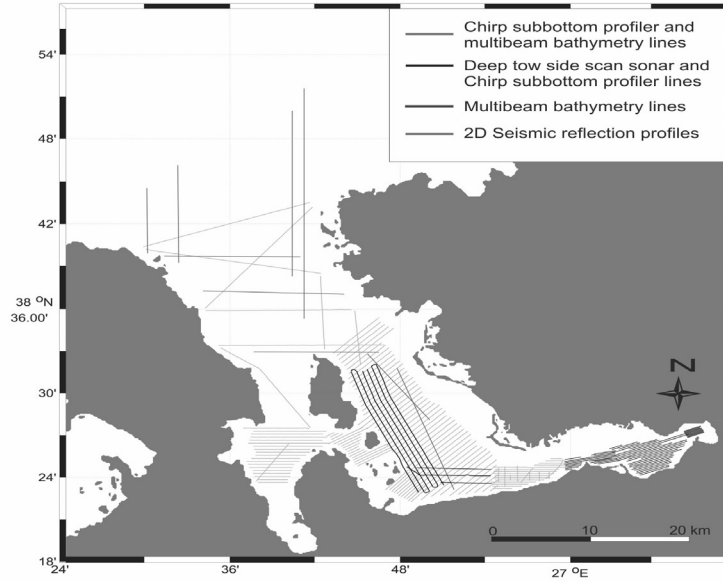 Chirp subbottom profiler and
multibeam bathymetry lines
Deep tow side scan sonar and
Chirp subbottom profiler lines
Multibeam bathymetry lines
2D Seismic reflection profiles
54'
48'
42'
38 °N
36.00'
30'
24'
18'
N
0 10 20 km
24' 36' 48' 27 °E